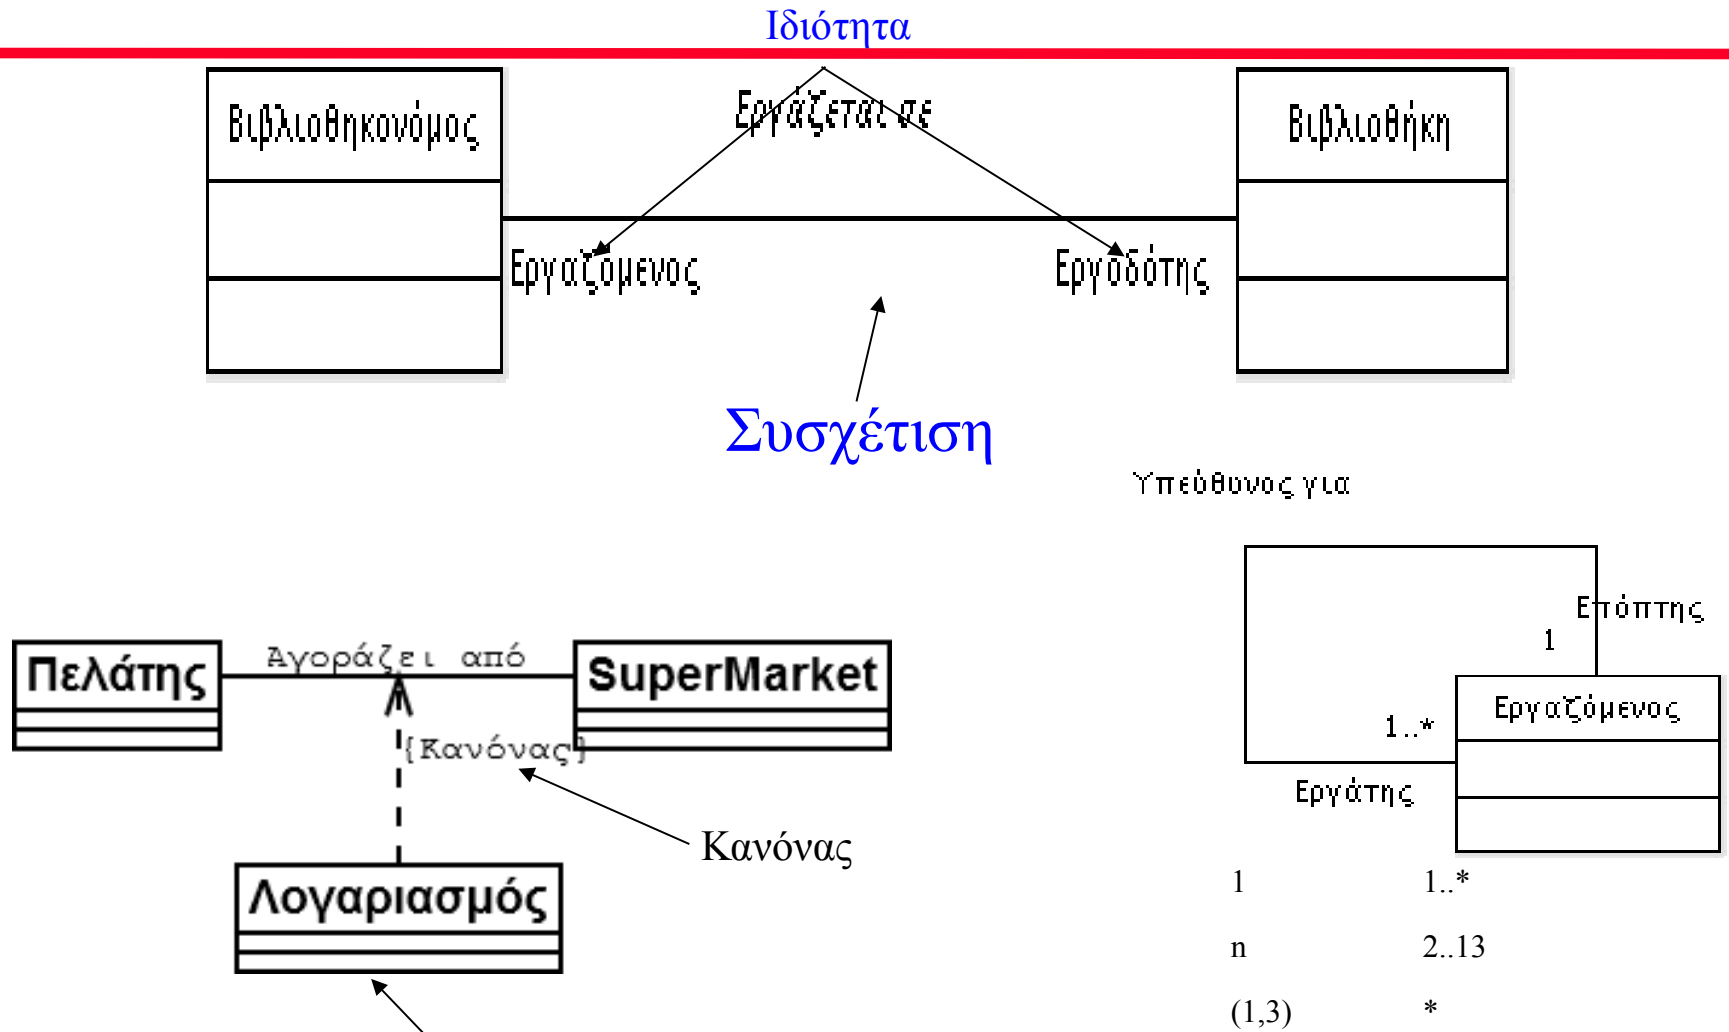 Ιδιότητα
Βιβλιοθηκονόμος
Εργάζεται σε
Βιβλιοθήκη
Εργαζόμενος
Εργοδότης
Συσχέτιση
Υπεύθυνος για
Επόπτης
1
Πελάτης
Αγοράζει από
SuperMarket
Εργαζόμενος
1..*
{Κανόνας}
Εργάτης
Κανόνας
Λογαριασμός
1 1..*
n 2..13
(1,3) *